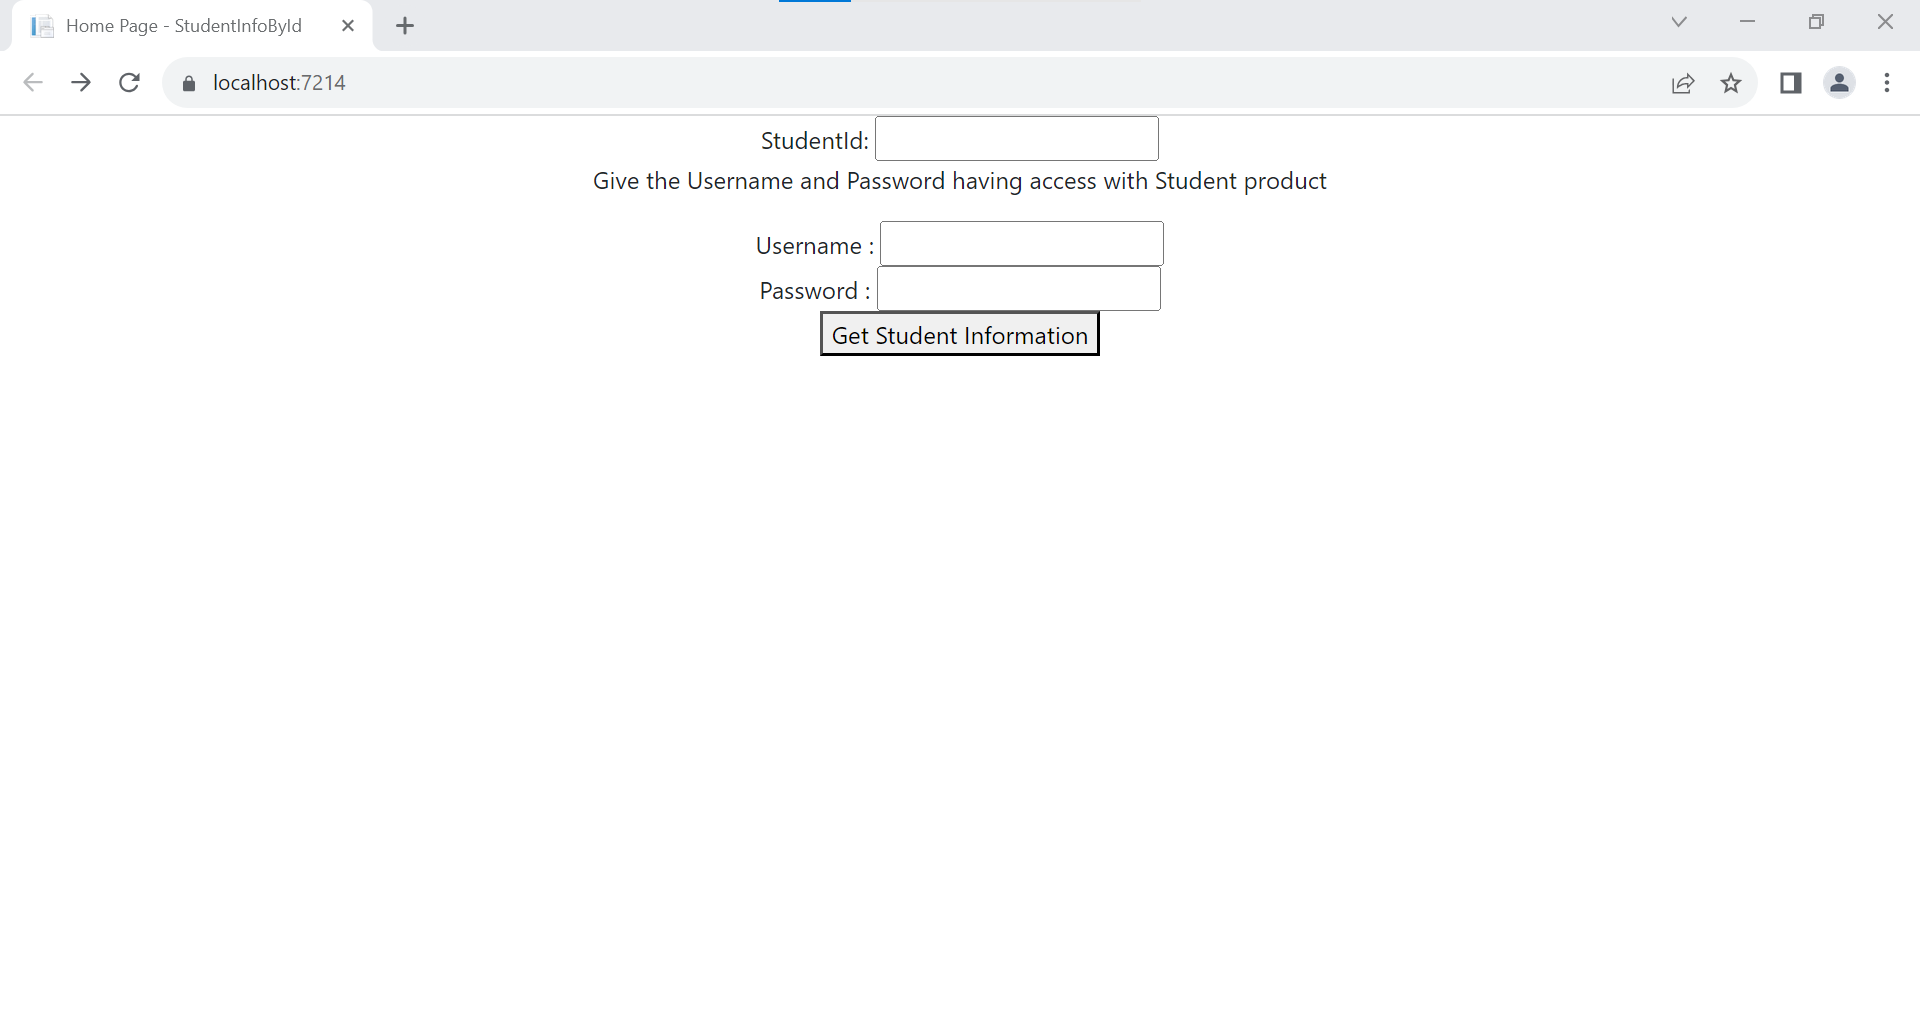 Home Page - StudentInfoById
localhost:7214
StudentId:
Give the Username and Password having access with Student product
Username :
Password :
Get Student Information